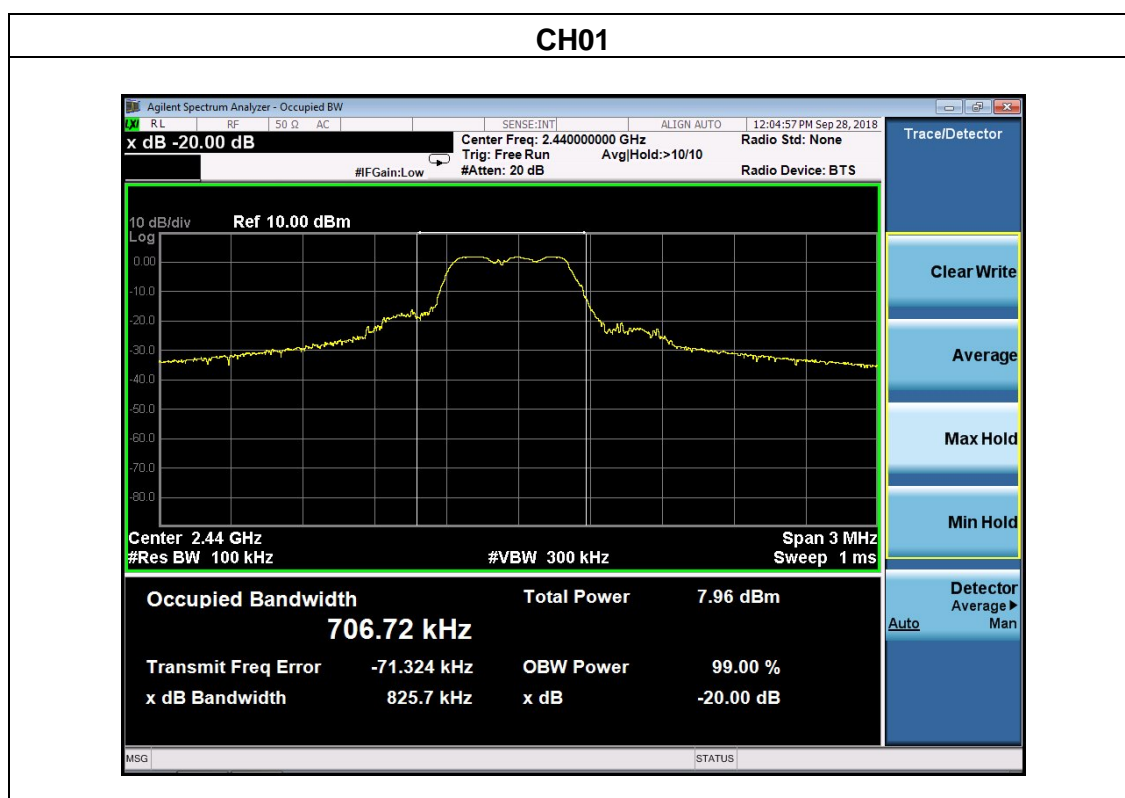 CH01
Agilent Spectrum Analyzer - Occupied BW
LXI RL RF 50 Ω AC SENSE:INT ALIGN AUTO 12:04:57 PM Sep 28, 2018
x dB -20.00 dB
Center Freq: 2.440000000 GHz
Radio Std: None
Trig: Free Run Avg|Hold:>10/10
#IFGain:Low
#Atten: 20 dB
Radio Device: BTS
Trace/Detector
10 dB/div Ref 10.00 dBm
Log
0.00
-10.0
-20.0
-30.0
-40.0
-50.0
-60.0
-70.0
-80.0
Center 2.44 GHz
Span 3 MHz
#Res BW 100 kHz
#VBW 300 kHz
Sweep 1 ms
Clear Write
Average
Max Hold
Min Hold
Detector
Average
Auto Man
Occupied Bandwidth
706.72 kHz
Total Power 7.96 dBm
Transmit Freq Error -71.324 kHz
OBW Power 99.00 %
x dB Bandwidth 825.7 kHz
x dB -20.00 dB
MSG STATUS